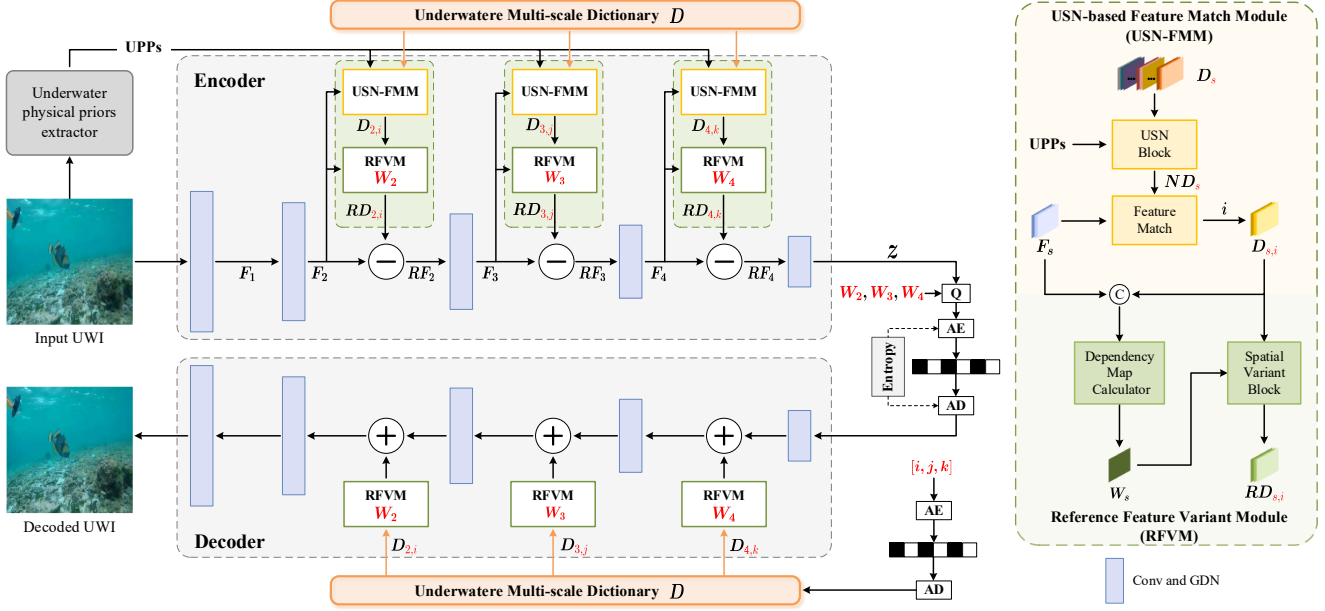 Underwatere Multi-scale Dictionary D
UPPs
Underwater
physical priors
extractor
Encoder
USN-FMM
USN-FMM
USN-FMM
D2,i
D3,j
D4,k
RFVM
W2
RFVM
W3
RFVM
W4
RD2,i
RD3,j
RD4,k
F1
F2
RF2
F3
RF3
F4
RF4
z
W2, W3, W4
Q
AE
Entropy
AD
Input UWI
Decoded UWI
RFVM
W2
RFVM
W3
RFVM
W4
Decoder
D2,i
D3,j
D4,k
[i, j, k]
AE
AD
Underwatere Multi-scale Dictionary D
USN-based Feature Match Module
(USN-FMM)
... ...
Ds
UPPs
USN
Block
NDs
Feature
Match
i
Fs
Ds,i
C
Dependency
Map
Calculator
Spatial
Variant
Block
Ws
RDs,i
Reference Feature Variant Module
(RFVM)
Conv and GDN